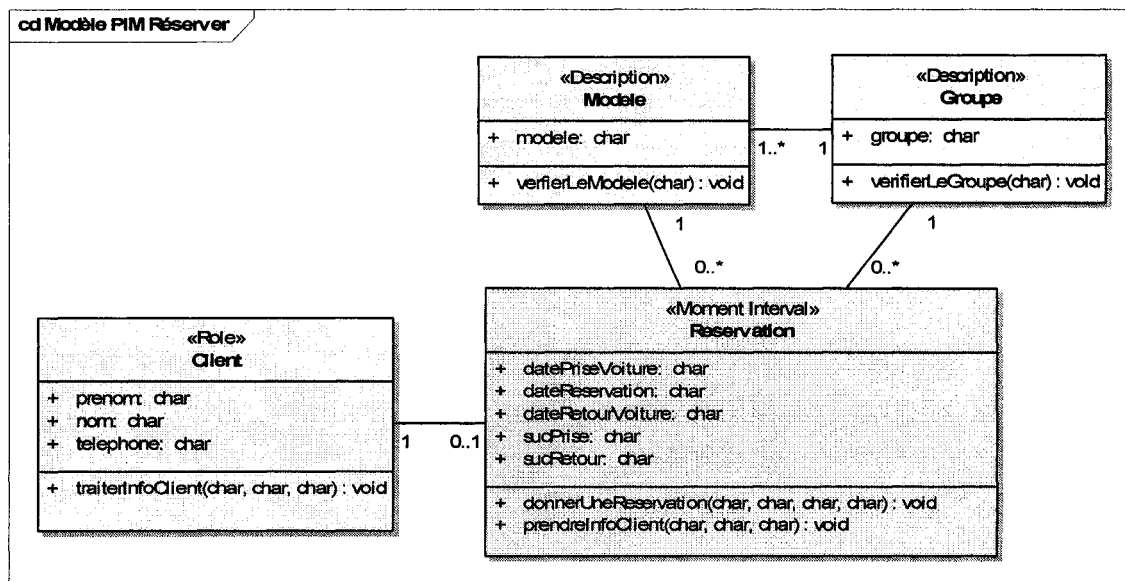 cd Modèle PIM Réserver
«Description»
Modele
+ modele: char
+ verfierLeModele(char) : void
«Description»
Groupe
+ groupe: char
+ verifierLeGroupe(char) : void
1..*
1
1
0..*
1
0..*
«Role»
Client
+ prenom: char
+ nom: char
+ telephone: char
+ traiterInfoClient(char, char, char) : void
1
0..1
«Moment Interval»
Reservation
+ datePriseVoiture: char
+ dateReservation: char
+ dateRetourVoiture: char
+ sucPrise: char
+ sucRetour: char
+ donnerUneReservation(char, char, char, char) : void
+ prendreInfoClient(char, char, char) : void